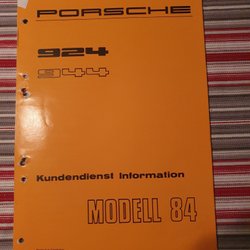 PORSCHE
924
944
Kundendienst Information
MODELL 84